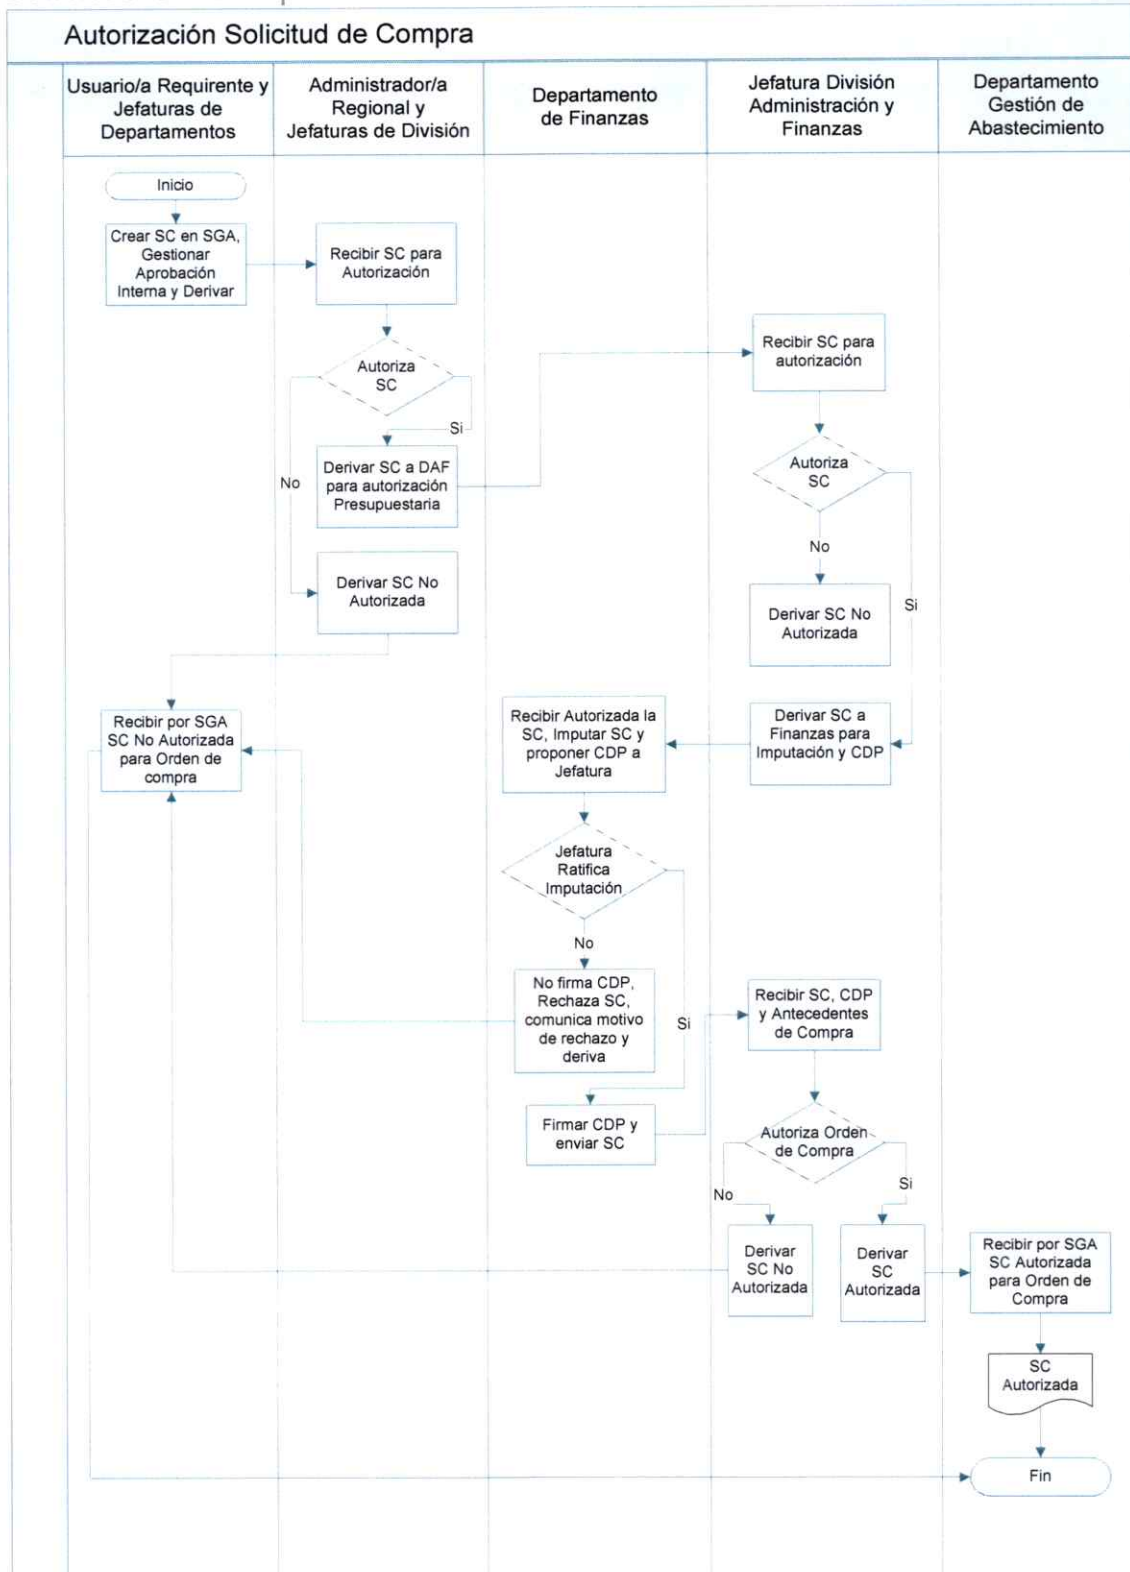 Autorización Solicitud de Compra
Usuario/a Requirente y
Jefaturas de
Departamentos
Administrador/a
Regional y
Jefaturas de División
Departamento
de Finanzas
Jefatura División
Administración y
Finanzas
Departamento
Gestión de
Abastecimiento
Inicio
Crear SC en SGA,
Gestionar
Aprobación
Interna y Derivar
Recibir SC para
Autorización
Autoriza
SC
Si
No
Derivar SC a DAF
para autorización
Presupuestaria
Derivar SC No
Autorizada
Recibir SC para
autorización
Autoriza
SC
No
Si
Derivar SC No
Autorizada
Derivar SC a
Finanzas para
Imputación y CDP
Recibir Autorizada la
SC, Imputar SC y
proponer CDP a
Jefatura
Recibir por SGA
SC No Autorizada
para Orden de
compra
Jefatura
Ratifica
Imputación
No
Si
No firma CDP,
Rechaza SC,
comunica motivo
de rechazo y
deriva
Firmar CDP y
enviar SC
Recibir SC, CDP
y Antecedentes
de Compra
Autoriza Orden
de Compra
No
Si
Derivar
SC No
Autorizada
Derivar
SC
Autorizada
Recibir por SGA
SC Autorizada
para Orden de
Compra
SC
Autorizada
Fin